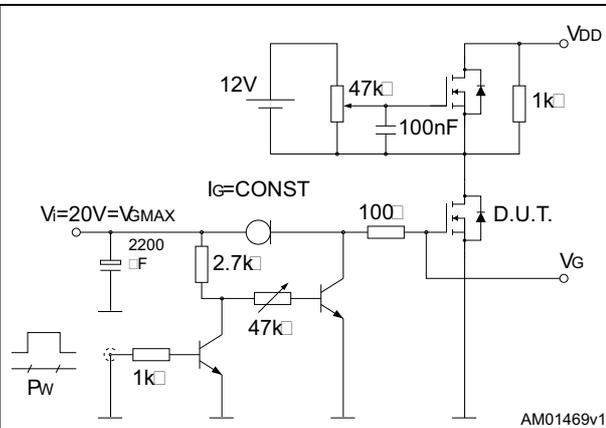 VDD
12V
47k□
1k□
100nF
IG=CONST
Vi=20V=VGMAX
100□
D.U.T.
2200
□F
2.7k□
VG
47k□
1k□
PW
AM01469v1